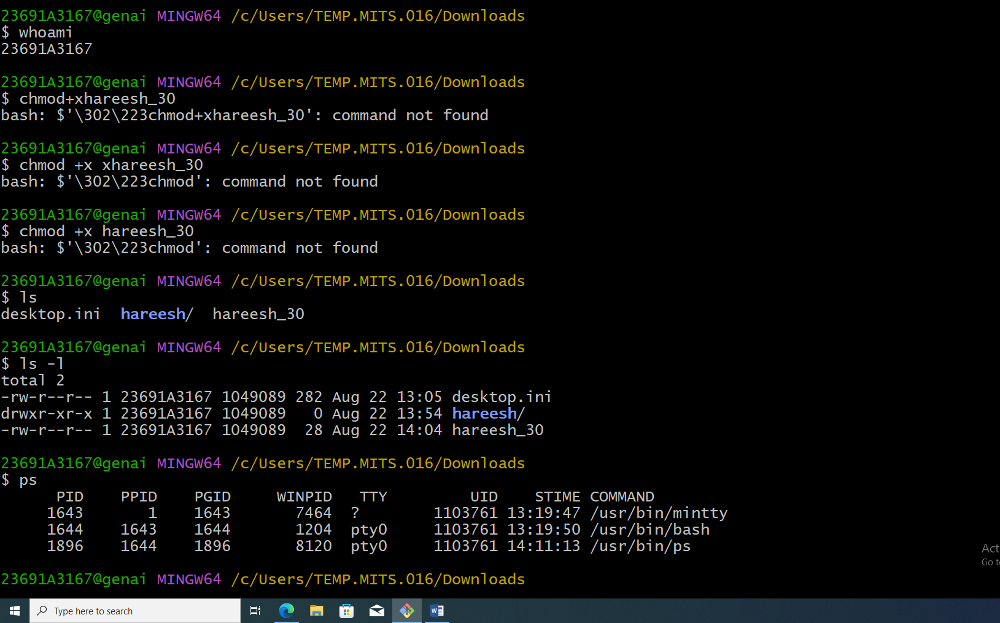 23691A3167@genai MINGW64 /c/Users/TEMP.MITS.016/Downloads
$ whoami
23691A3167
23691A3167@genai MINGW64 /c/Users/TEMP.MITS.016/Downloads
$ chmod+xhareesh_30
bash: $'\302\223chmod+xhareesh_30': command not found
23691A3167@genai MINGW64 /c/Users/TEMP.MITS.016/Downloads
$ chmod +x xhareesh_30
bash: $'\302\223chmod': command not found
23691A3167@genai MINGW64 /c/Users/TEMP.MITS.016/Downloads
$ chmod +x hareesh_30
bash: $'\302\223chmod': command not found
23691A3167@genai MINGW64 /c/Users/TEMP.MITS.016/Downloads
$ ls
desktop.ini  hareesh/  hareesh_30
23691A3167@genai MINGW64 /c/Users/TEMP.MITS.016/Downloads
$ ls -l
total 2
-rw-r--r-- 1 23691A3167 1049089 282 Aug 22 13:05 desktop.ini
drwxr-xr-x 1 23691A3167 1049089   0 Aug 22 13:54 hareesh/
-rw-r--r-- 1 23691A3167 1049089  28 Aug 22 14:04 hareesh_30
23691A3167@genai MINGW64 /c/Users/TEMP.MITS.016/Downloads
$ ps
      PID    PPID    PGID     WINPID   TTY         UID    STIME COMMAND
     1643       1    1643       7464  ?        1103761 13:19:47 /usr/bin/mintty
     1644    1643    1644       1204  pty0     1103761 13:19:50 /usr/bin/bash
     1896    1644    1896       8120  pty0     1103761 14:11:13 /usr/bin/ps
Act
Go t
23691A3167@genai MINGW64 /c/Users/TEMP.MITS.016/Downloads
Type here to search